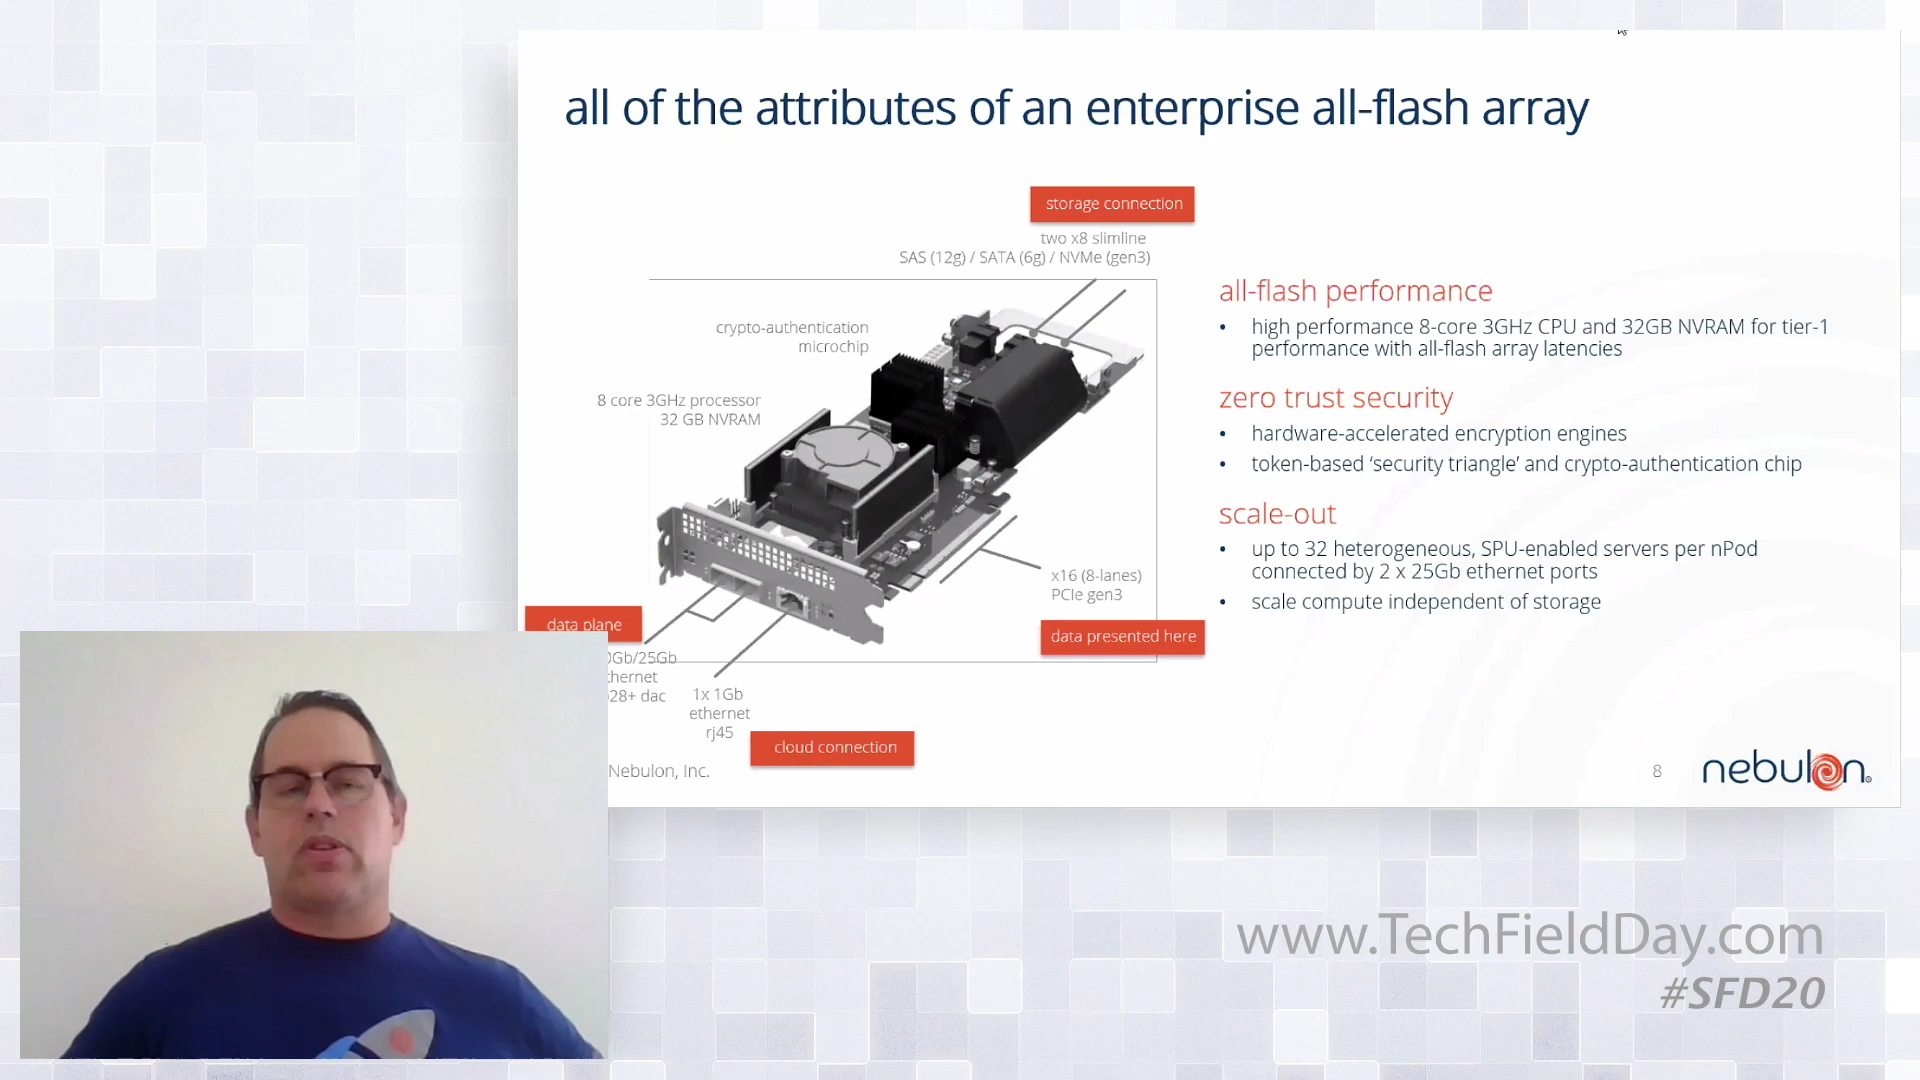 all of the attributes of an enterprise all-flash array
storage connection
two x8 slimline
SAS (12g) / SATA (6g) / NVMe (gen3)
crypto-authentication
microchip
8 core 3GHz processor
32 GB NVRAM
x16 (8-lanes)
PCIe gen3
data presented here
data plane
0Gb/25Gb
hernet
28+ dac
1x 1Gb
ethernet
rj45
cloud connection
all-flash performance
• high performance 8-core 3GHz CPU and 32GB NVRAM for tier-1
performance with all-flash array latencies
zero trust security
• hardware-accelerated encryption engines
• token-based ‘security triangle’ and crypto-authentication chip
scale-out
• up to 32 heterogeneous, SPU-enabled servers per nPod
connected by 2 x 25Gb ethernet ports
• scale compute independent of storage
Nebulon, Inc.
8
nebulon
www.TechFieldDay.com
#SFD20